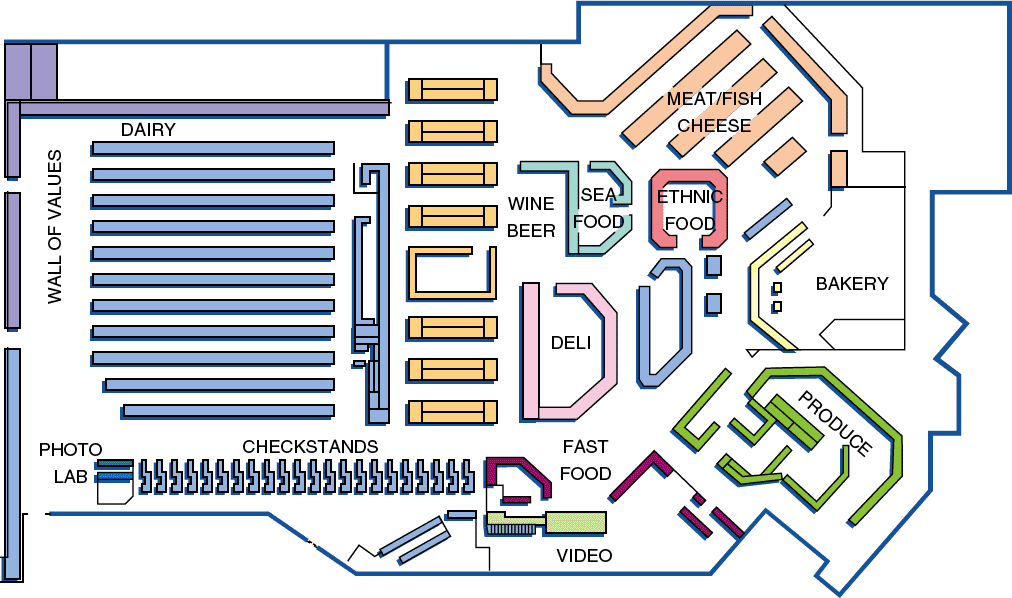 MEAT/FISH
CHEESE
DAIRY
WALL OF VALUES
WINE
BEER
SEA
FOOD
ETHNIC
FOOD
BAKERY
DELI
PRODUCE
PHOTO
LAB
CHECKSTANDS
FAST
FOOD
VIDEO